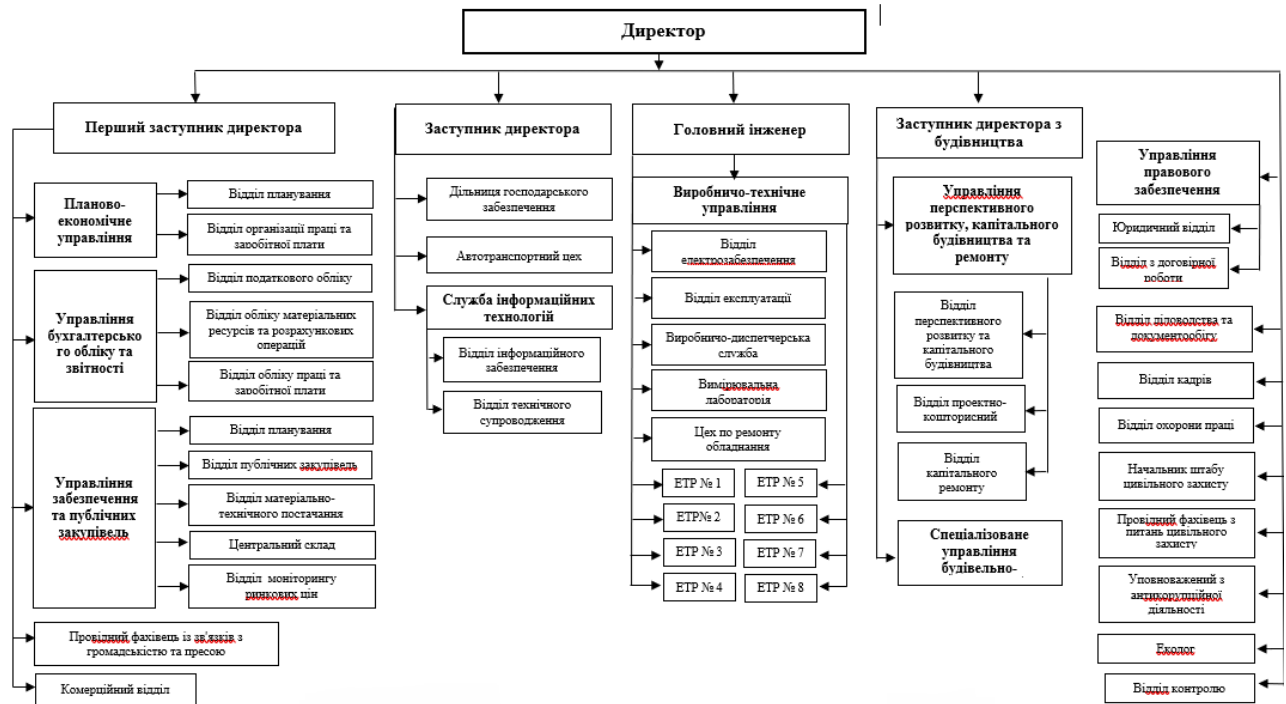 Директор
Перший заступник директора
Планово-
економічне
управління
Відділ планування
Відділ організації праці та
заробітної плати
Управління
бухгалтерсько
го обліку та
звітності
Відділ податкового обліку
Відділ обліку матеріальних
ресурсів та розрахункових
операцій
Відділ обліку праці та
заробітної плати
Управління
забезпечення
та публічних
закупівель
Відділ планування
Відділ публічних закупівель
Відділ матеріально-
технічного постачання
Центральний склад
Відділ моніторингу
ринкових цін
Провідний фахівець із зв'язків з
громадськістю та пресою
Комерційний відділ
Заступник директора
Дільниця господарського
забезпечення
Автотранспортний цех
Служба інформаційних
технологій
Відділ інформаційного
забезпечення
Відділ технічного
супроводження
Головний інженер
Виробничо-технічне
управління
Відділ
електрозабезпечення
Відділ експлуатації
Виробничо-диспетчерська
служба
Вимірювальна
лабораторія
Цех по ремонту
обладнання
ЕТР № 1
ЕТР№ 2
ЕТР № 3
ЕТР № 4
ЕТР № 5
ЕТР № 6
ЕТР № 7
ЕТР № 8
Заступник директора з
будівництва
Управління
перспективного
розвитку, капітального
будівництва та
ремонту
Відділ
перспективного
розвитку та
капітального
будівництва
Відділ проектно-
кошторисний
Відділ
капітального
ремонту
Спеціалізоване
управління
будівельно-
Управління
правового
забезпечення
Юридичний відділ
Відділ з договірної
роботи
Відділ діловодства та
документообігу
Відділ кадрів
Відділ охорони праці
Начальник штабу
цивільного захисту
Провідний фахівець з
питань цивільного
захисту
Уповноважений з
антикорупційної
діяльності
Еколог
Відділ контролю